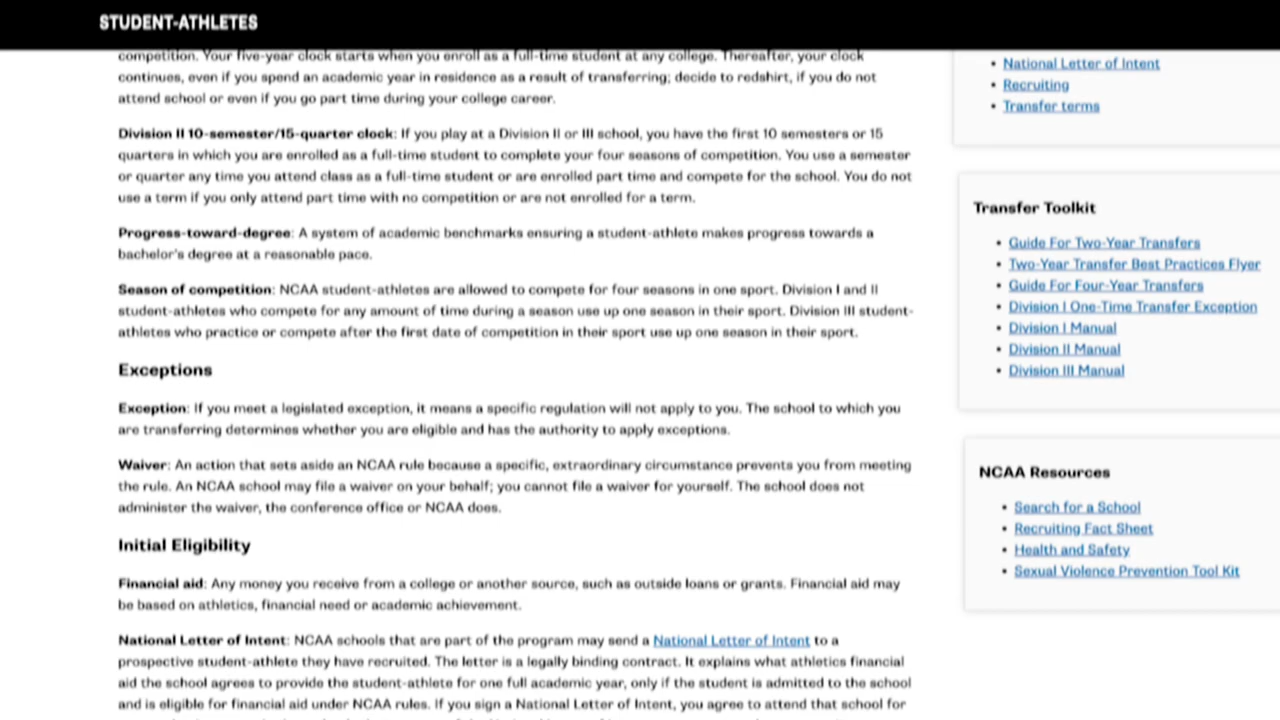 STUDENT-ATHLETES
competition. Your five-year clock starts when you enroll as a full-time student at any college. Thereafter, your clock
continues, even if you spend an academic year in residence as a result of transferring; decide to redshirt, if you do not
attend school or even if you go part time during your college career.
Division II 10-semester/15-quarter clock: If you play at a Division II or III school, you have the first 10 semesters or 15
quarters in which you are enrolled as a full-time student to complete your four seasons of competition. You use a semester
or quarter any time you attend class as a full-time student or are enrolled part time and compete for the school. You do not
use a term if you only attend part time with no competition or are not enrolled for a term.
Progress-toward-degree: A system of academic benchmarks ensuring a student-athlete makes progress towards a
bachelor's degree at a reasonable pace.
Season of competition: NCAA student-athletes are allowed to compete for four seasons in one sport. Division I and II
student-athletes who compete for any amount of time during a season use up one season in their sport. Division III student-
athletes who practice or compete after the first date of competition in their sport use up one season in their sport.
Exceptions
Exception: If you meet a legislated exception, it means a specific regulation will not apply to you. The school to which you
are transferring determines whether you are eligible and has the authority to apply exceptions.
Waiver: An action that sets aside an NCAA rule because a specific, extraordinary circumstance prevents you from meeting
the rule. An NCAA school may file a waiver on your behalf; you cannot file a waiver for yourself. The school does not
administer the waiver, the conference office or NCAA does.
Initial Eligibility
Financial aid: Any money you receive from a college or another source, such as outside loans or grants. Financial aid may
be based on athletics, financial need or academic achievement.
National Letter of Intent: NCAA schools that are part of the program may send a National Letter of Intent to a
prospective student-athlete they have recruited. The letter is a legally binding contract. It explains what athletics financial
aid the school agrees to provide the student-athlete for one full academic year, only if the student is admitted to the school
and is eligible for financial aid under NCAA rules. If you sign a National Letter of Intent, you agree to attend that school for
• National Letter of Intent
• Recruiting
• Transfer terms
Transfer Toolkit
• Guide For Two-Year Transfers
• Two-Year Transfer Best Practices Flyer
• Guide For Four-Year Transfers
• Division I One-Time Transfer Exception
• Division I Manual
• Division II Manual
• Division III Manual
NCAA Resources
• Search for a School
• Recruiting Fact Sheet
• Health and Safety
• Sexual Violence Prevention Tool Kit